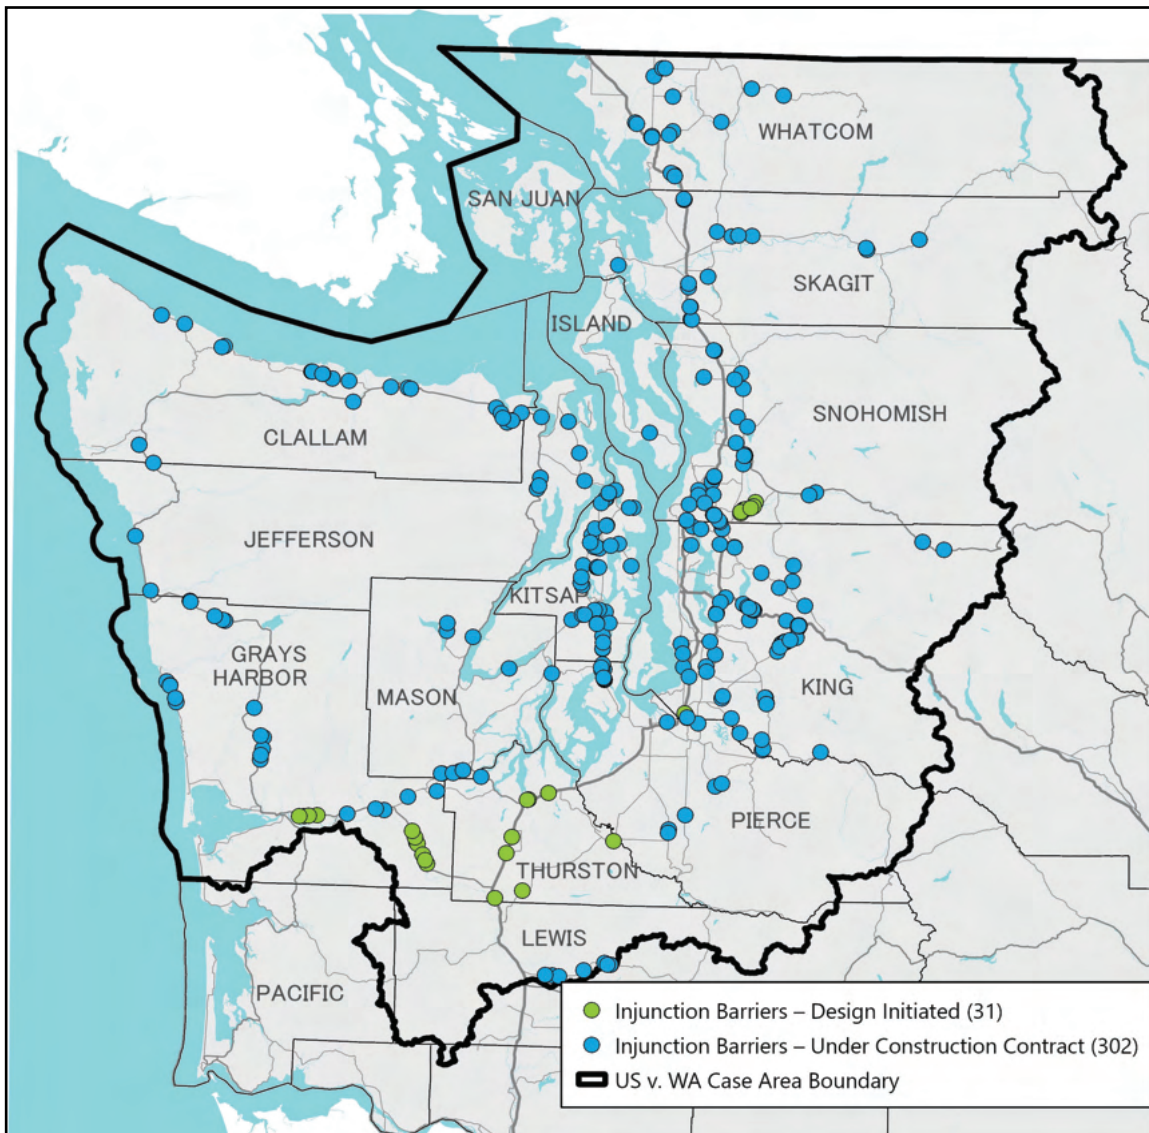 WHATCOM
SAN JUAN
SKAGIT
ISLAND
SNOHOMISH
CLALLAM
JEFFERSON
KITSAP
GRAYS
HARBOR
MASON
KING
PIERCE
THURSTON
LEWIS
PACIFIC
Injunction Barriers – Design Initiated (31)
Injunction Barriers – Under Construction Contract (302)
US v. WA Case Area Boundary